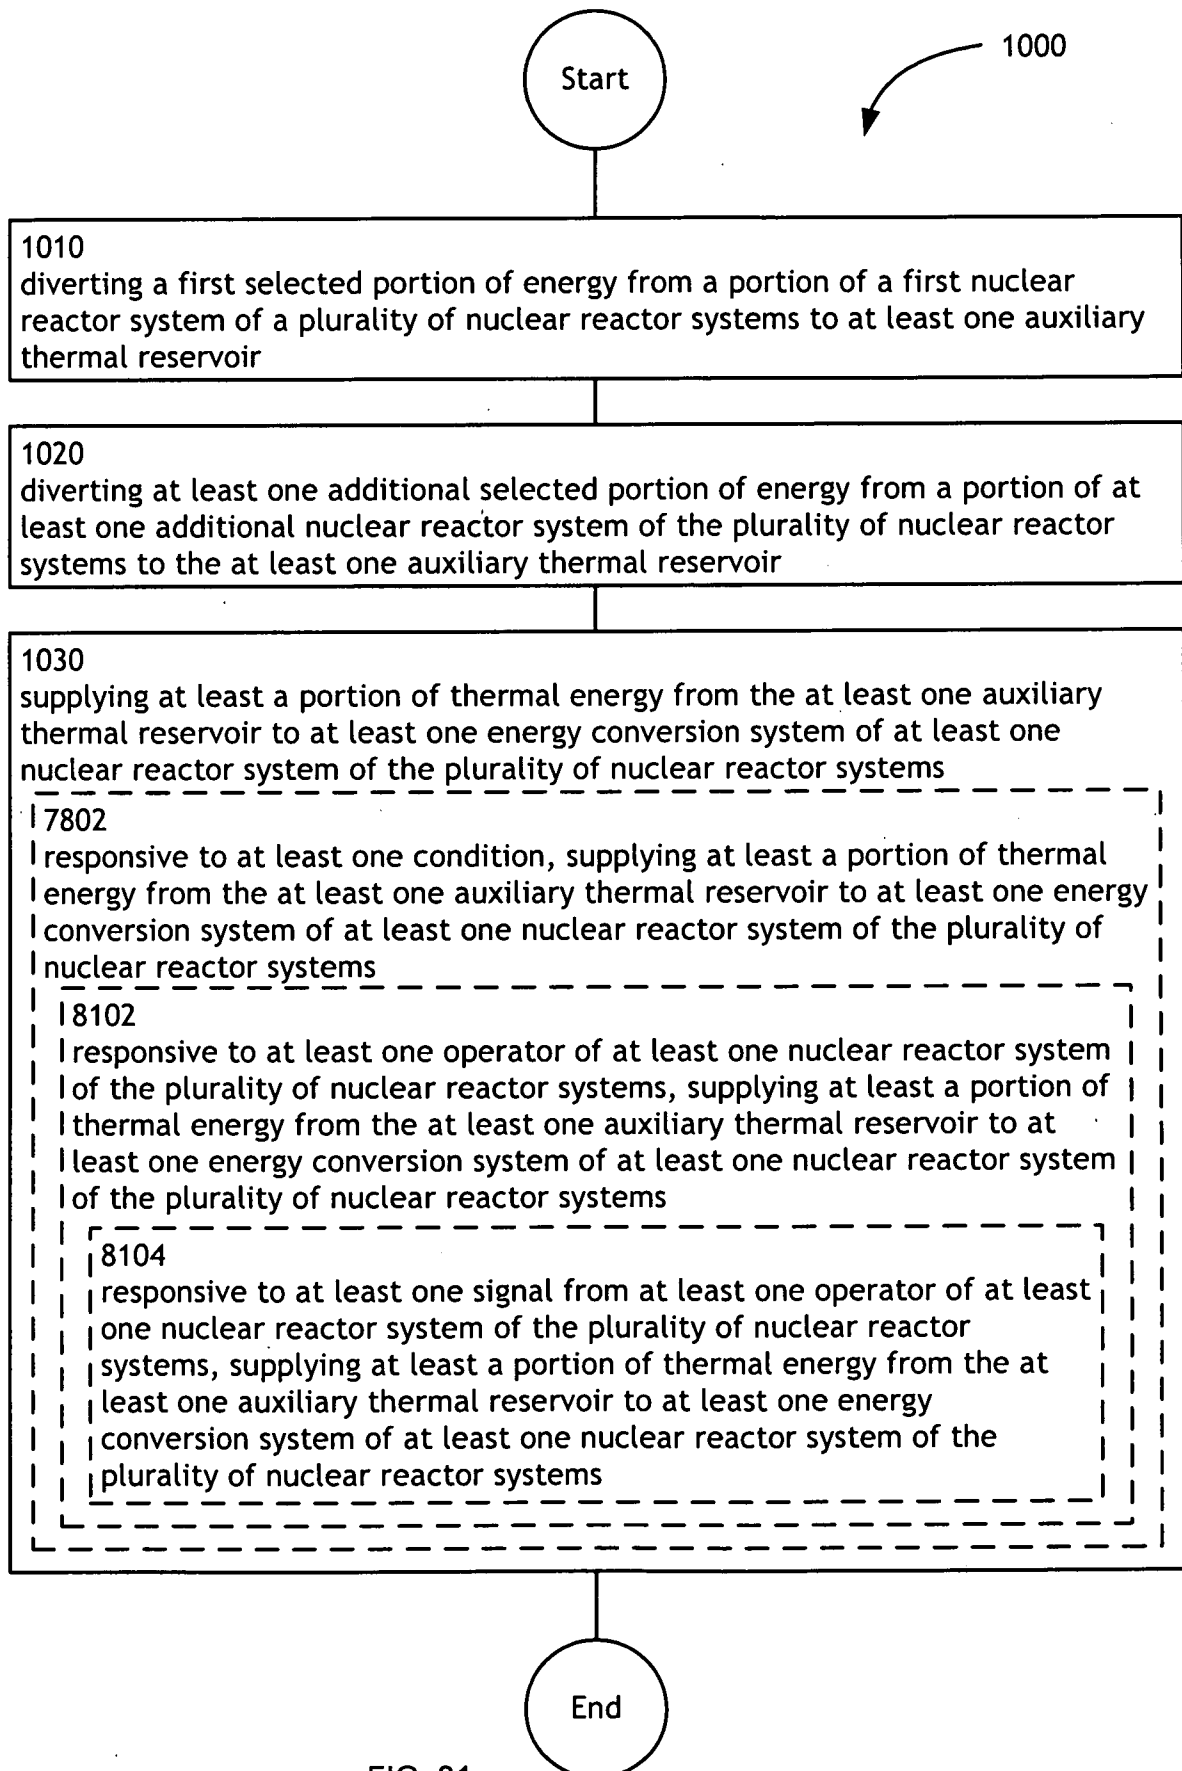 Start
1000
1010
diverting a first selected portion of energy from a portion of a first nuclear
reactor system of a plurality of nuclear reactor systems to at least one auxiliary
thermal reservoir
1020
diverting at least one additional selected portion of energy from a portion of at
least one additional nuclear reactor system of the plurality of nuclear reactor
systems to the at least one auxiliary thermal reservoir
1030
supplying at least a portion of thermal energy from the at least one auxiliary
thermal reservoir to at least one energy conversion system of at least one
nuclear reactor system of the plurality of nuclear reactor systems
7802
responsive to at least one condition, supplying at least a portion of thermal
energy from the at least one auxiliary thermal reservoir to at least one energy
conversion system of at least one nuclear reactor system of the plurality of
nuclear reactor systems
8102
responsive to at least one operator of at least one nuclear reactor system
of the plurality of nuclear reactor systems, supplying at least a portion of
thermal energy from the at least one auxiliary thermal reservoir to at
least one energy conversion system of at least one nuclear reactor system
of the plurality of nuclear reactor systems
8104
responsive to at least one signal from at least one operator of at least
one nuclear reactor system of the plurality of nuclear reactor
systems, supplying at least a portion of thermal energy from the at
least one auxiliary thermal reservoir to at least one energy
conversion system of at least one nuclear reactor system of the
plurality of nuclear reactor systems
End